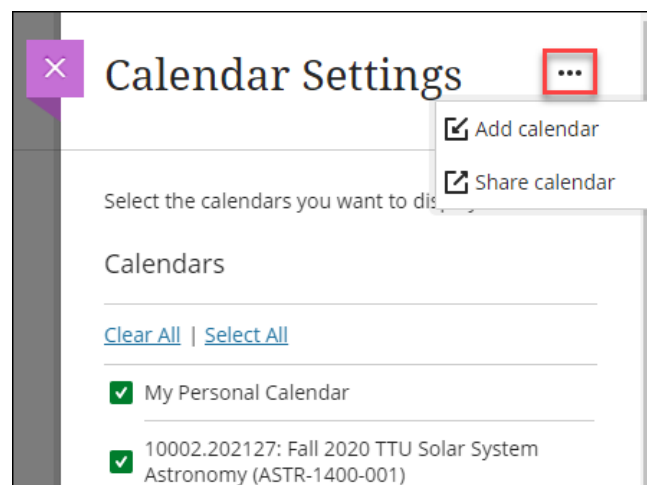 Calendar Settings
Add calendar
Share calendar
Select the calendars you want to
Calendars
Clear All | Select All
My Personal Calendar
10002.202127: Fall 2020 TTU Solar System
Astronomy (ASTR-1400-001)